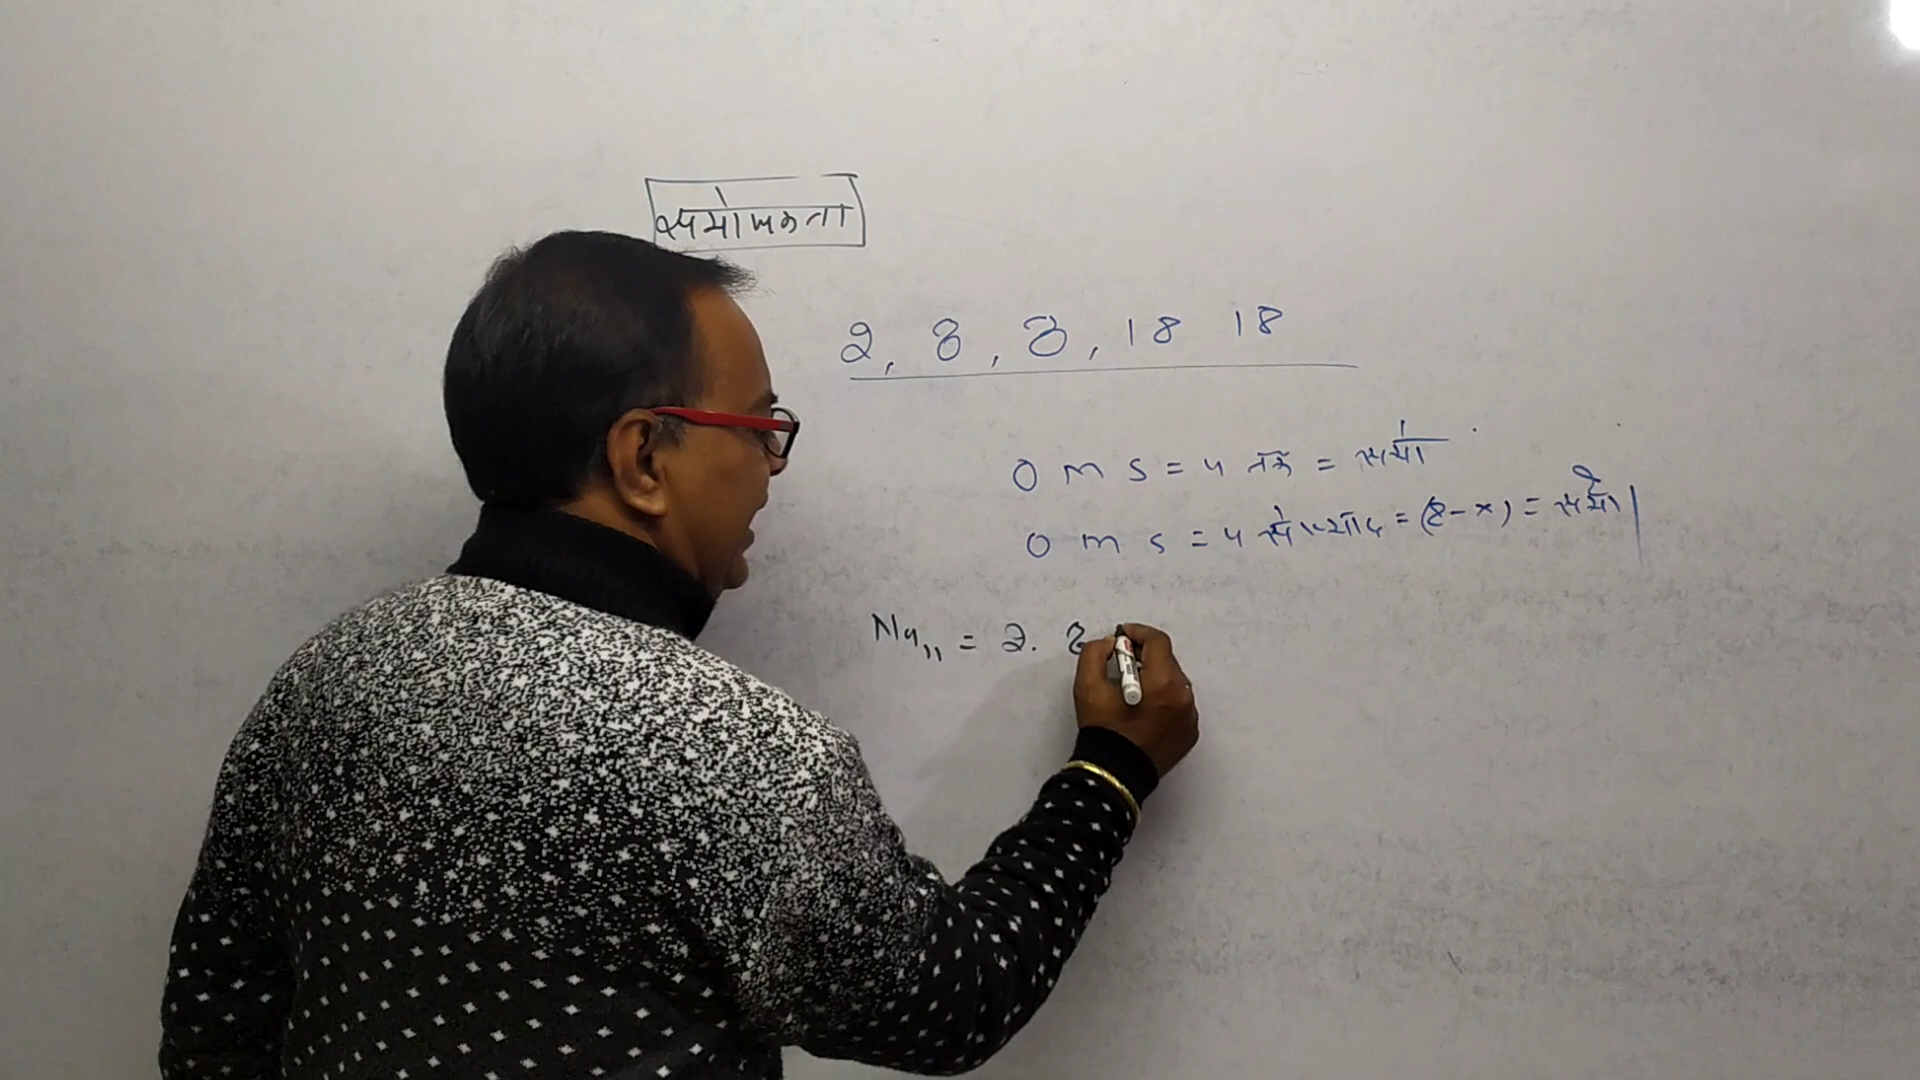 संयोजकता
2, 8, 8, 18 18
O m s = 4 तक = संयो
O m s = 4 से ज्याद = (8-x) = संयो
Na11 = 2. 8